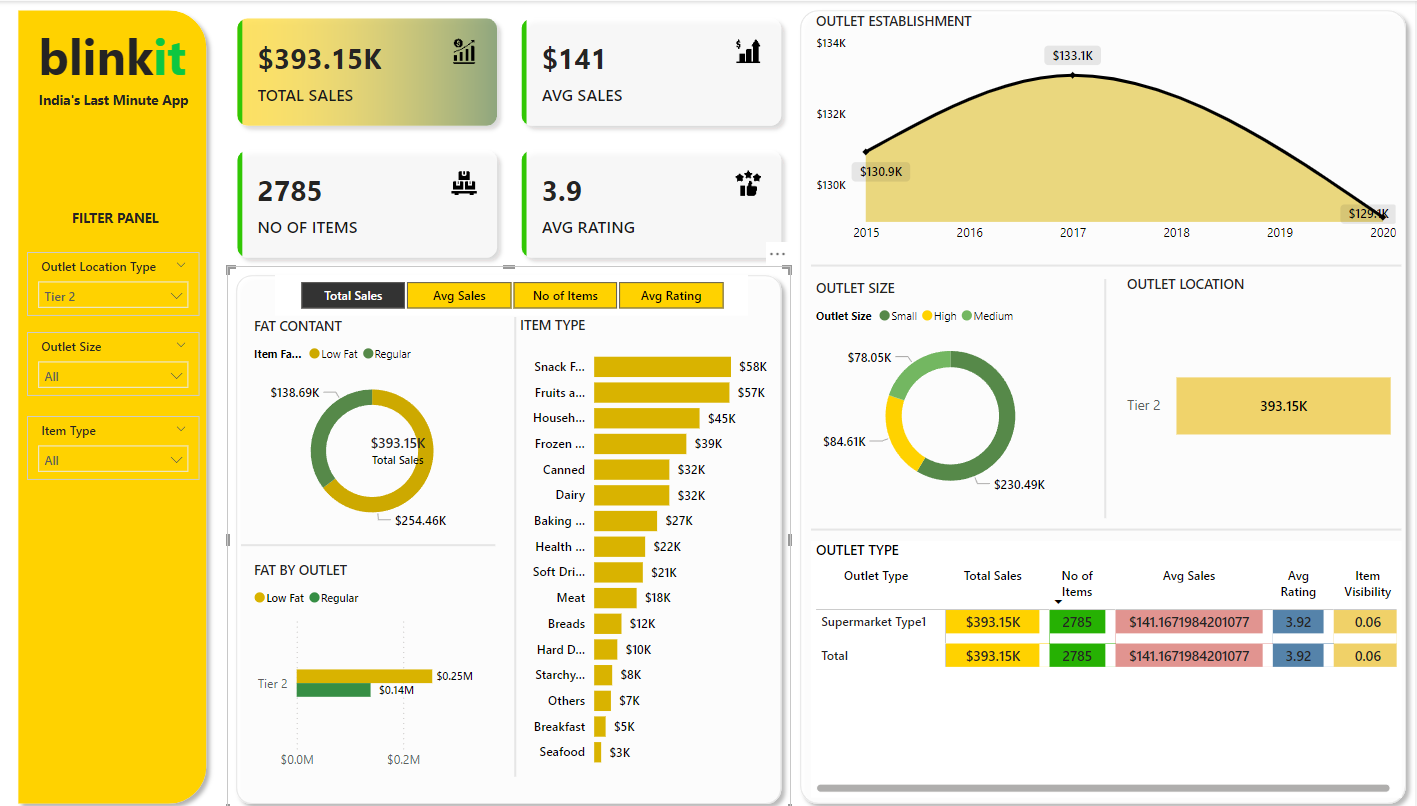 blinkit
India's Last Minute App
FILTER PANEL
Outlet Location Type
Tier 2
Outlet Size
All
Item Type
All
$393.15K
TOTAL SALES
$141
AVG SALES
2785
NO OF ITEMS
3.9
AVG RATING
Total Sales
Avg Sales
No of Items
Avg Rating
FAT CONTANT
Item Fa...
Low Fat
Regular
$138.69K
$393.15K
Total Sales
$254.46K
FAT BY OUTLET
Low Fat
Regular
Tier 2
$0.25M
$0.14M
$0.0M
$0.2M
ITEM TYPE
Snack F... $58K
Fruits a... $57K
Househ... $45K
Frozen ... $39K
Canned $32K
Dairy $32K
Baking ... $27K
Health ... $22K
Soft Dri... $21K
Meat $18K
Breads $12K
Hard D... $10K
Starchy... $8K
Others $7K
Breakfast $5K
Seafood $3K
OUTLET ESTABLISHMENT
$134K
$132K
$130K
$130.9K
$133.1K
$129.1K
2015 2016 2017 2018 2019 2020
OUTLET SIZE
Outlet Size Small High Medium
$78.05K
$84.61K
$230.49K
OUTLET LOCATION
Tier 2
393.15K
OUTLET TYPE
Outlet Type Total Sales No of Items Avg Sales Avg Rating Item Visibility
Supermarket Type1 $393.15K 2785 $141.1671984201077 3.92 0.06
Total $393.15K 2785 $141.1671984201077 3.92 0.06